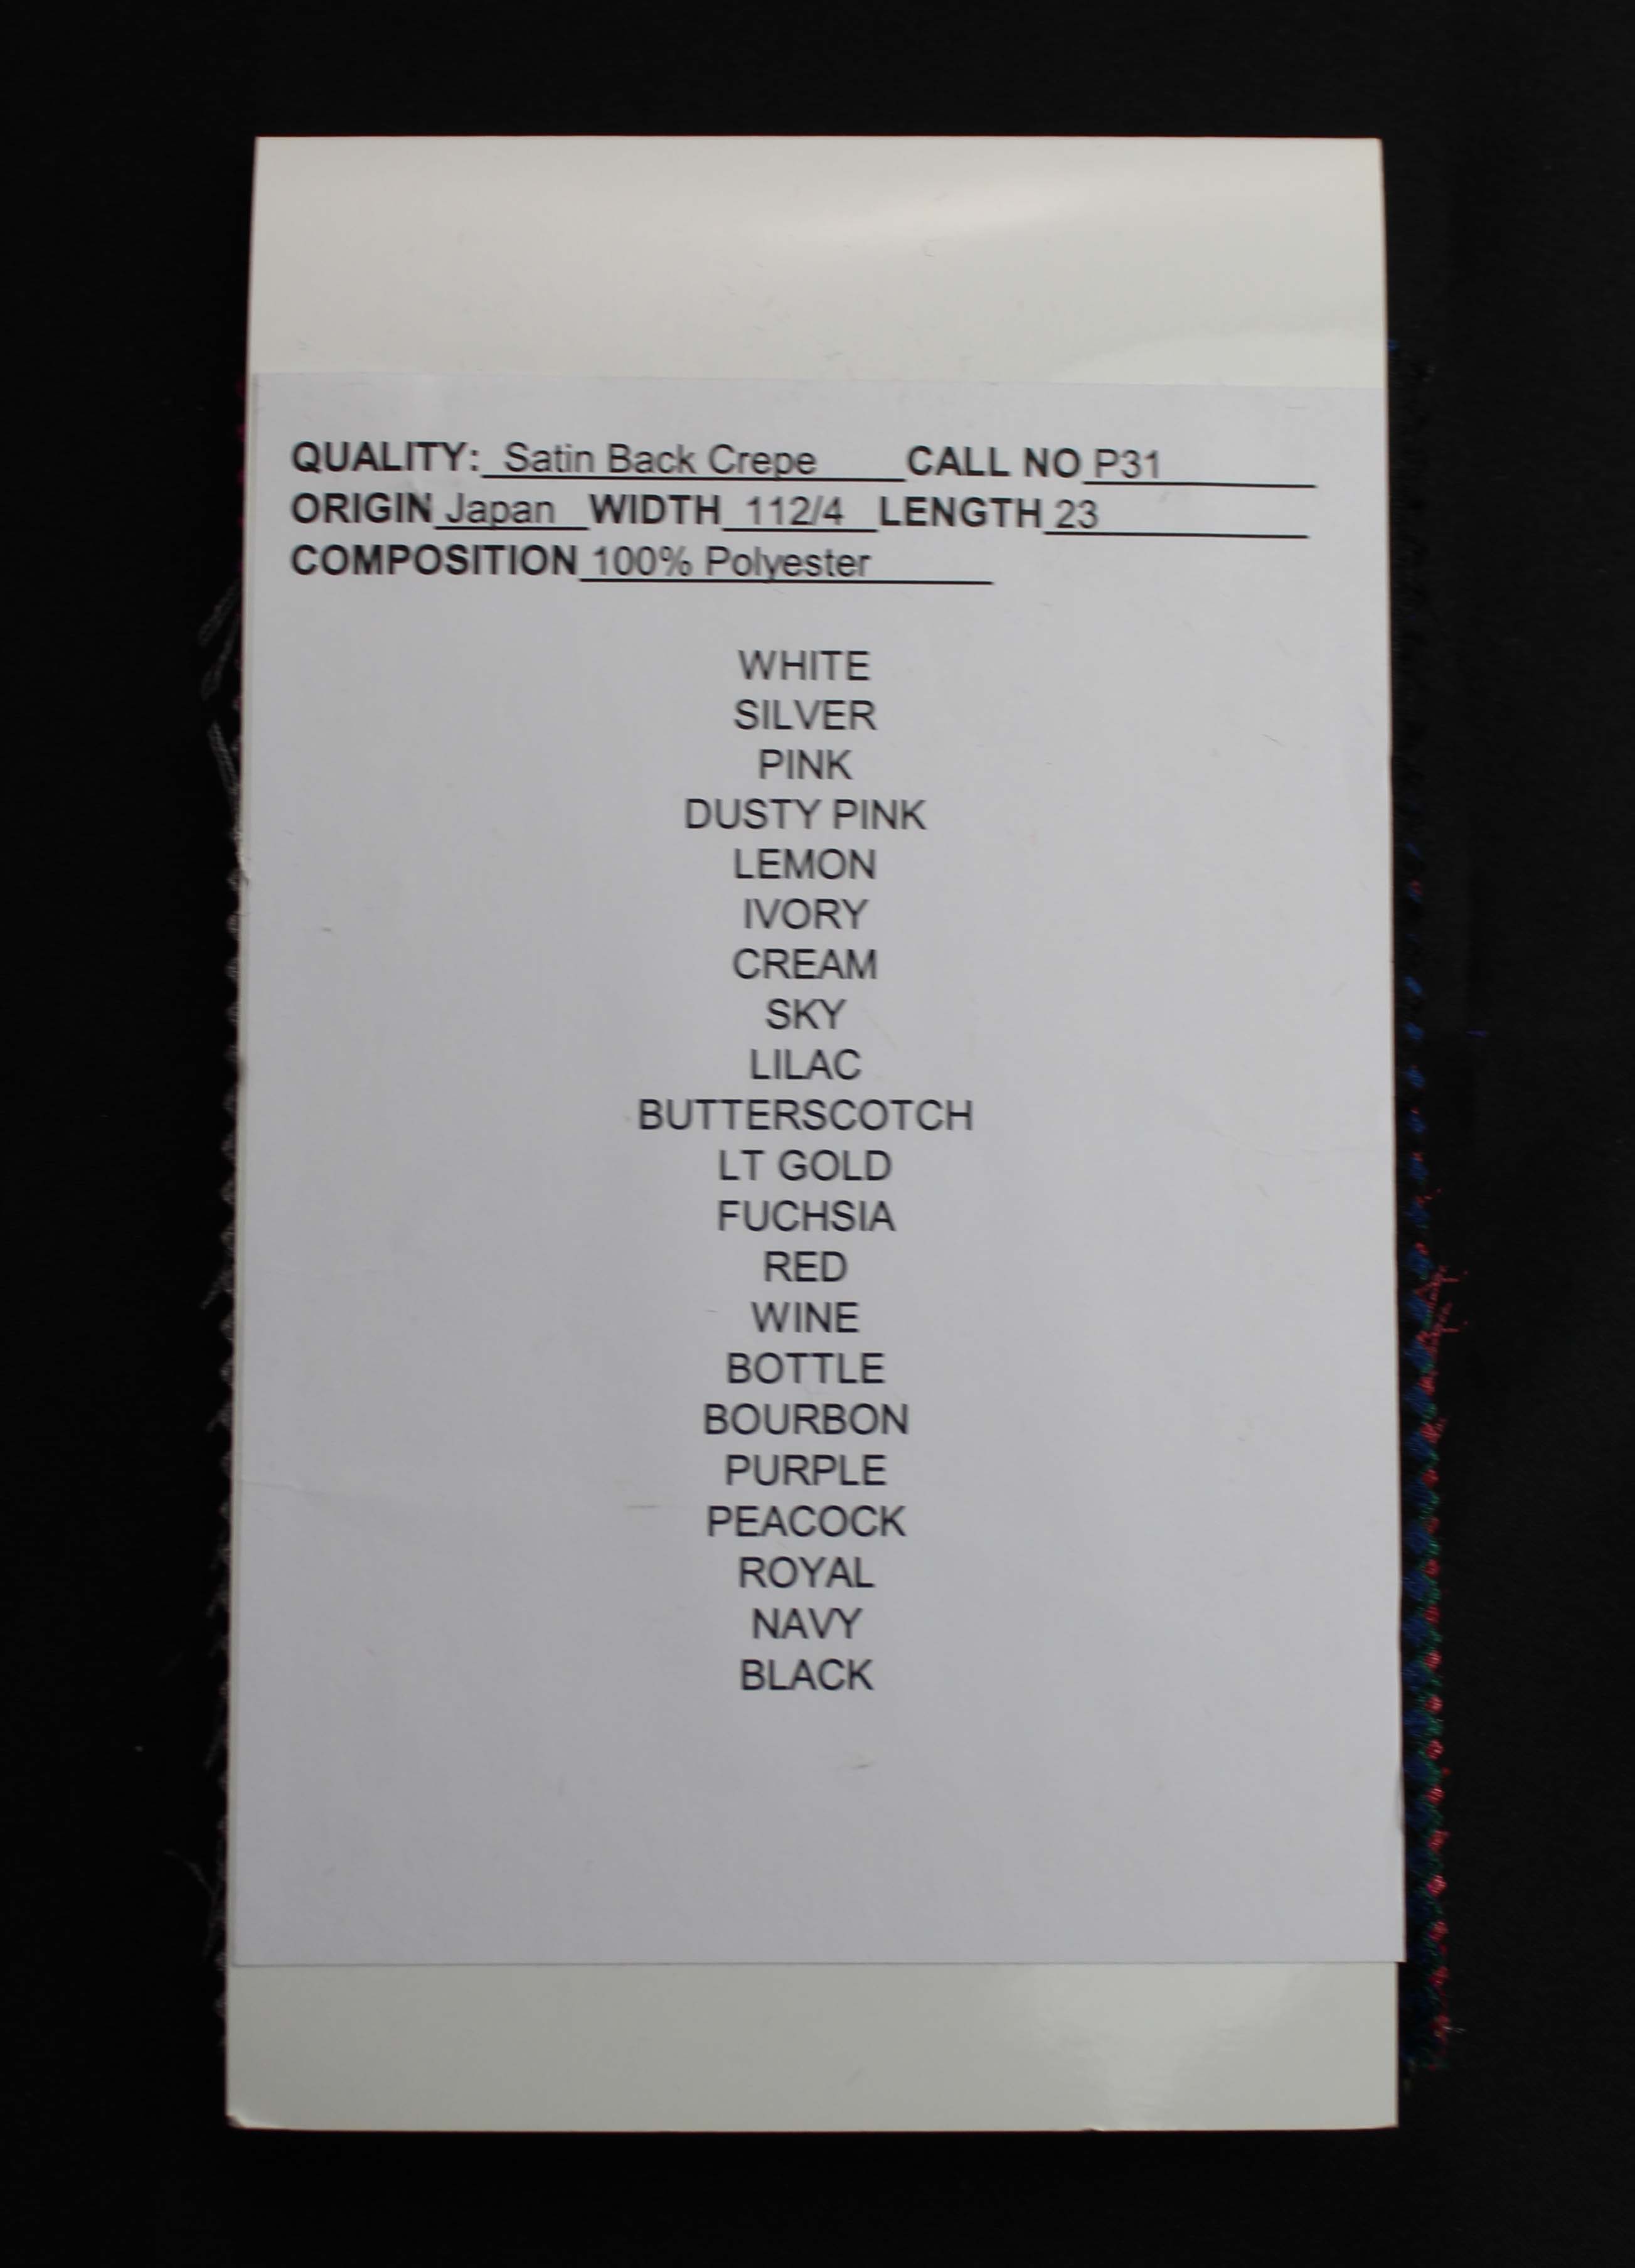 QUALITY: Satin Back Crepe CALL NO P31
ORIGIN Japan WIDTH 112/4 LENGTH 23
COMPOSITION 100% Polyester
WHITE
SILVER
PINK
DUSTY PINK
LEMON
IVORY
CREAM
SKY
LILAC
BUTTERSCOTCH
LT GOLD
FUCHSIA
RED
WINE
BOTTLE
BOURBON
PURPLE
PEACOCK
ROYAL
NAVY
BLACK